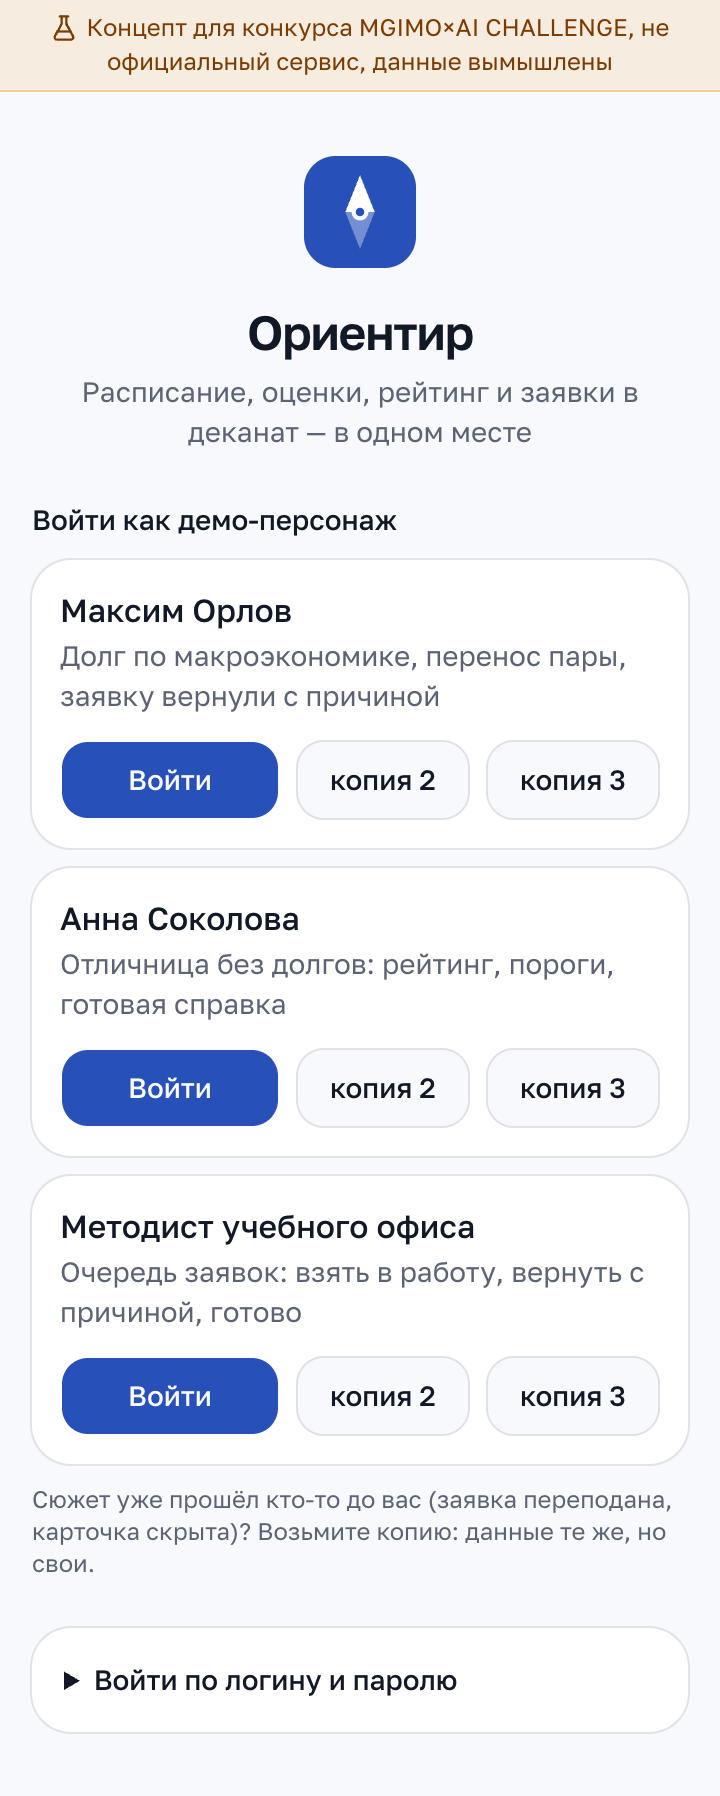 Концепт для конкурса MGIMO×AI CHALLENGE, не
официальный сервис, данные вымышлены
Ориентир
Расписание, оценки, рейтинг и заявки в
деканат — в одном месте
Войти как демо-персонаж
Максим Орлов
Долг по макроэкономике, перенос пары,
заявку вернули с причиной
Войти копия 2 копия 3
Анна Соколова
Отличница без долгов: рейтинг, пороги,
готовая справка
Войти копия 2 копия 3
Методист учебного офиса
Очередь заявок: взять в работу, вернуть с
причиной, готово
Войти копия 2 копия 3
Сюжет уже прошёл кто-то до вас (заявка переподана,
карточка скрыта)? Возьмите копию: данные те же, но
свои.
Войти по логину и паролю